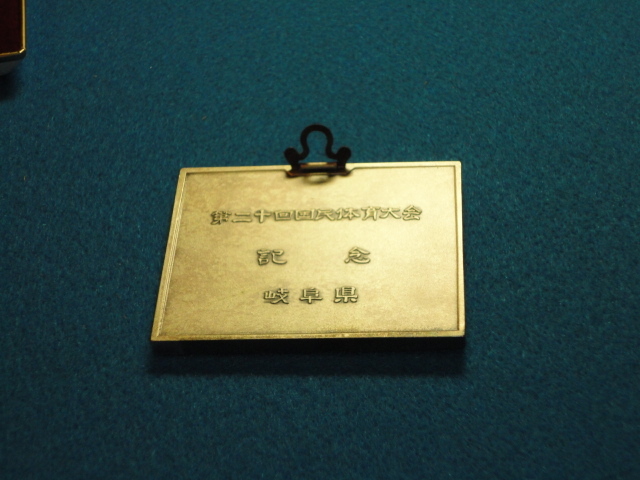 第二十回国民体育大会
記念
岐阜県